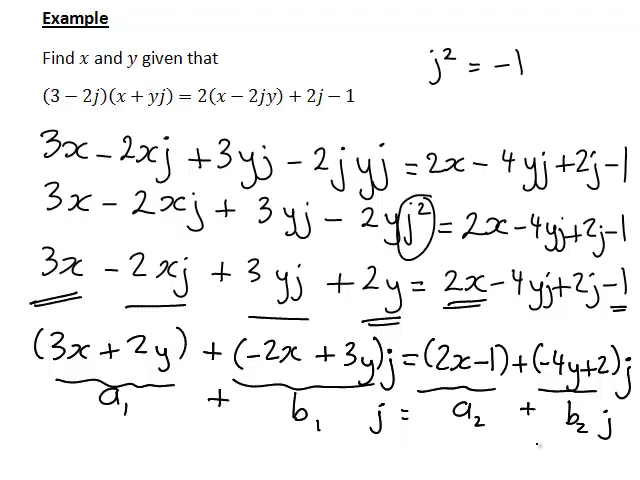 Example
Find x and y given that
j² = -1
(3 − 2j)(x + yj) = 2(x − 2jy) + 2j − 1
3x - 2xj + 3yj - 2jyj = 2x - 4yj + 2j - 1
3x - 2xj + 3yj - 2yj² = 2x - 4yj + 2j - 1
3x - 2xj + 3yj + 2y = 2x - 4yj + 2j - 1
(3x + 2y) + (-2x + 3y)j = (2x - 1) + (-4y + 2)j
a₁ + b₁ j = a₂ + b₂ j